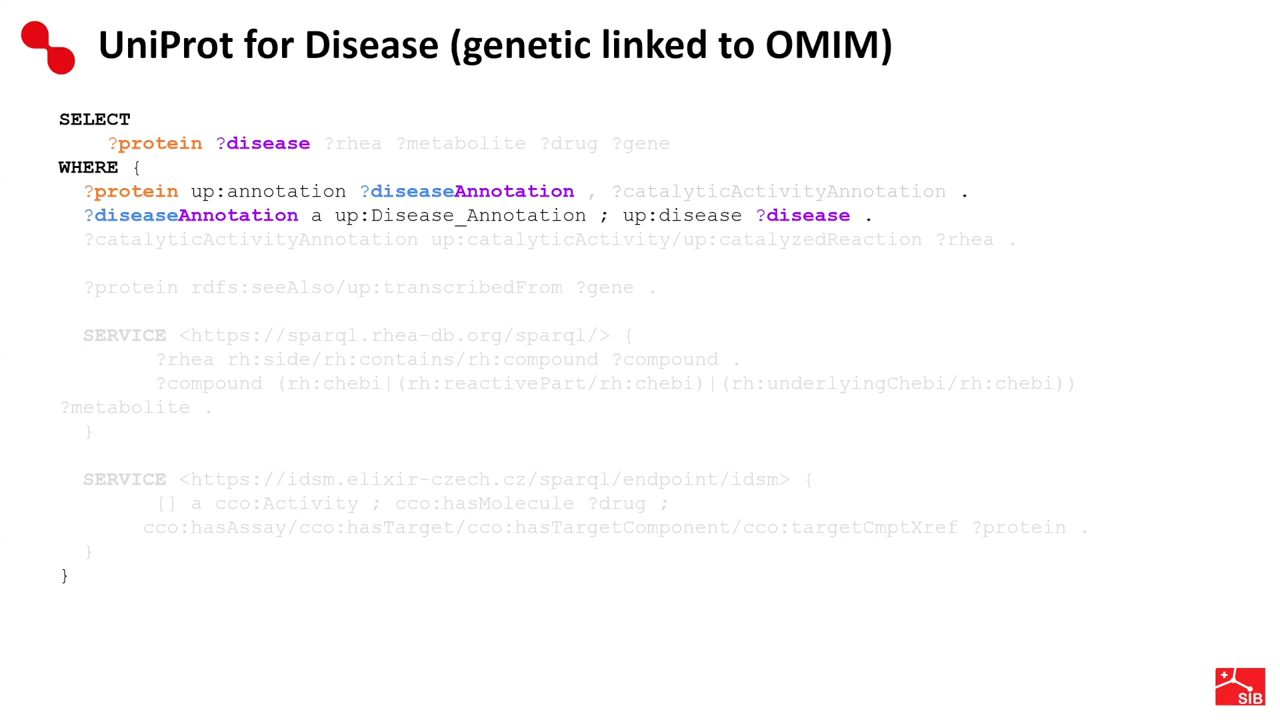 UniProt for Disease (genetic linked to OMIM)
SELECT
?protein ?disease ?rhea ?metabolite ?drug ?gene
WHERE {
?protein up:annotation ?diseaseAnnotation , ?catalyticActivityAnnotation .
?diseaseAnnotation a up:Disease_Annotation ; up:disease ?disease .
?catalyticActivityAnnotation up:catalyticActivity/up:catalyzedReaction ?rhea .
?protein rdfs:seeAlso/up:transcribedFrom ?gene .
SERVICE <https://sparql.rhea-db.org/sparql/> {
?rhea rh:side/rh:contains/rh:compound ?compound .
?compound (rh:chebi|(rh:reactivePart/rh:chebi)|(rh:underlyingChebi/rh:chebi))
?metabolite .
}
SERVICE <https://idsm.elixir-czech.cz/sparql/endpoint/idsm> {
[] a cco:Activity ; cco:hasMolecule ?drug ;
cco:hasAssay/cco:hasTarget/cco:hasTargetComponent/cco:targetCmptXref ?protein .
}
}
SIB